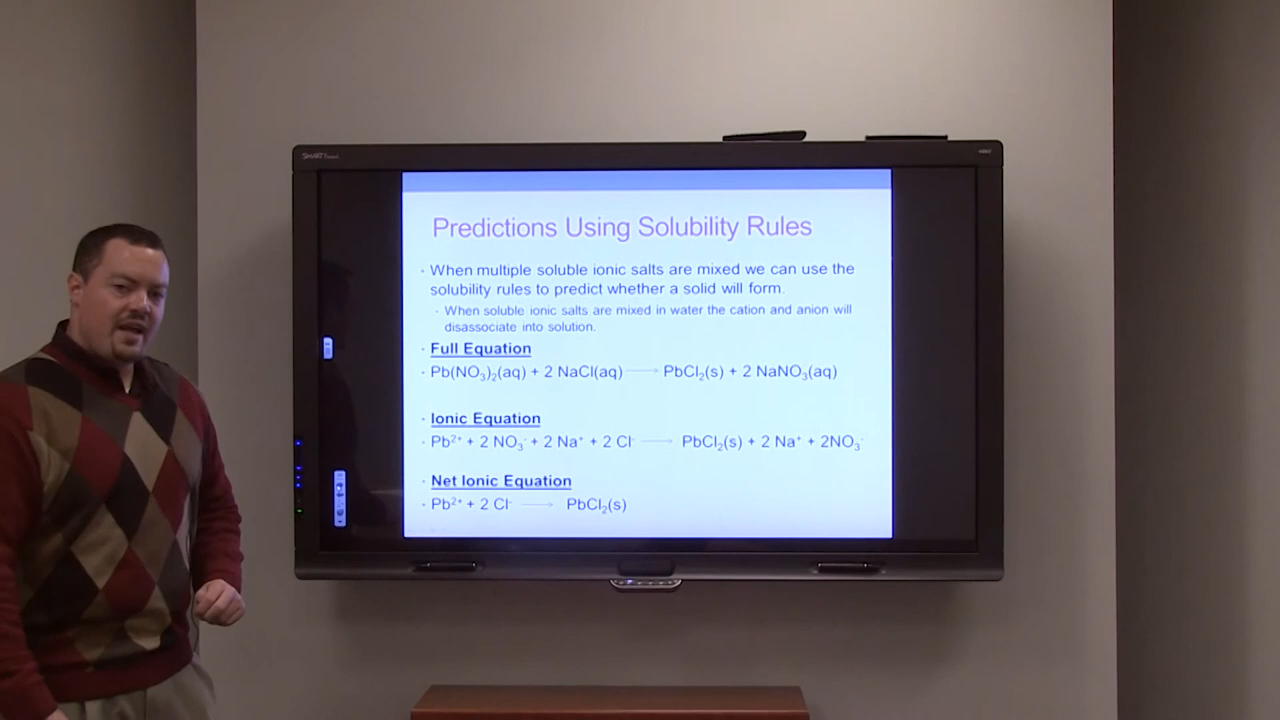 SMART
Predictions Using Solubility Rules
· When multiple soluble ionic salts are mixed we can use the
solubility rules to predict whether a solid will form.
· When soluble ionic salts are mixed in water the cation and anion will
disassociate into solution.
· Full Equation
· Pb(NO₃)₂(aq) + 2 NaCl(aq) ⟶ PbCl₂(s) + 2 NaNO₃(aq)
· Ionic Equation
· Pb²⁺ + 2 NO₃⁻ + 2 Na⁺ + 2 Cl⁻ ⟶ PbCl₂(s) + 2 Na⁺ + 2NO₃⁻
· Net Ionic Equation
· Pb²⁺ + 2 Cl⁻ ⟶ PbCl₂(s)